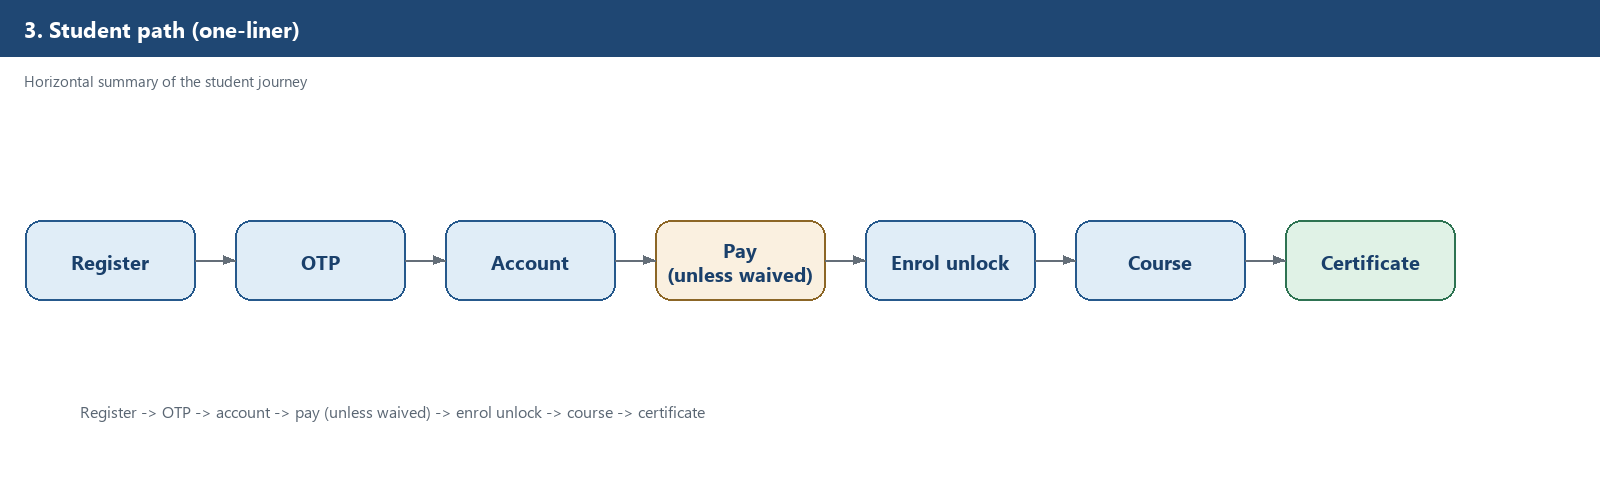 3. Student path (one-liner)
Horizontal summary of the student journey
Register
OTP
Account
Pay
(unless waived)
Enrol unlock
Course
Certificate
Register -> OTP -> account -> pay (unless waived) -> enrol unlock -> course -> certificate